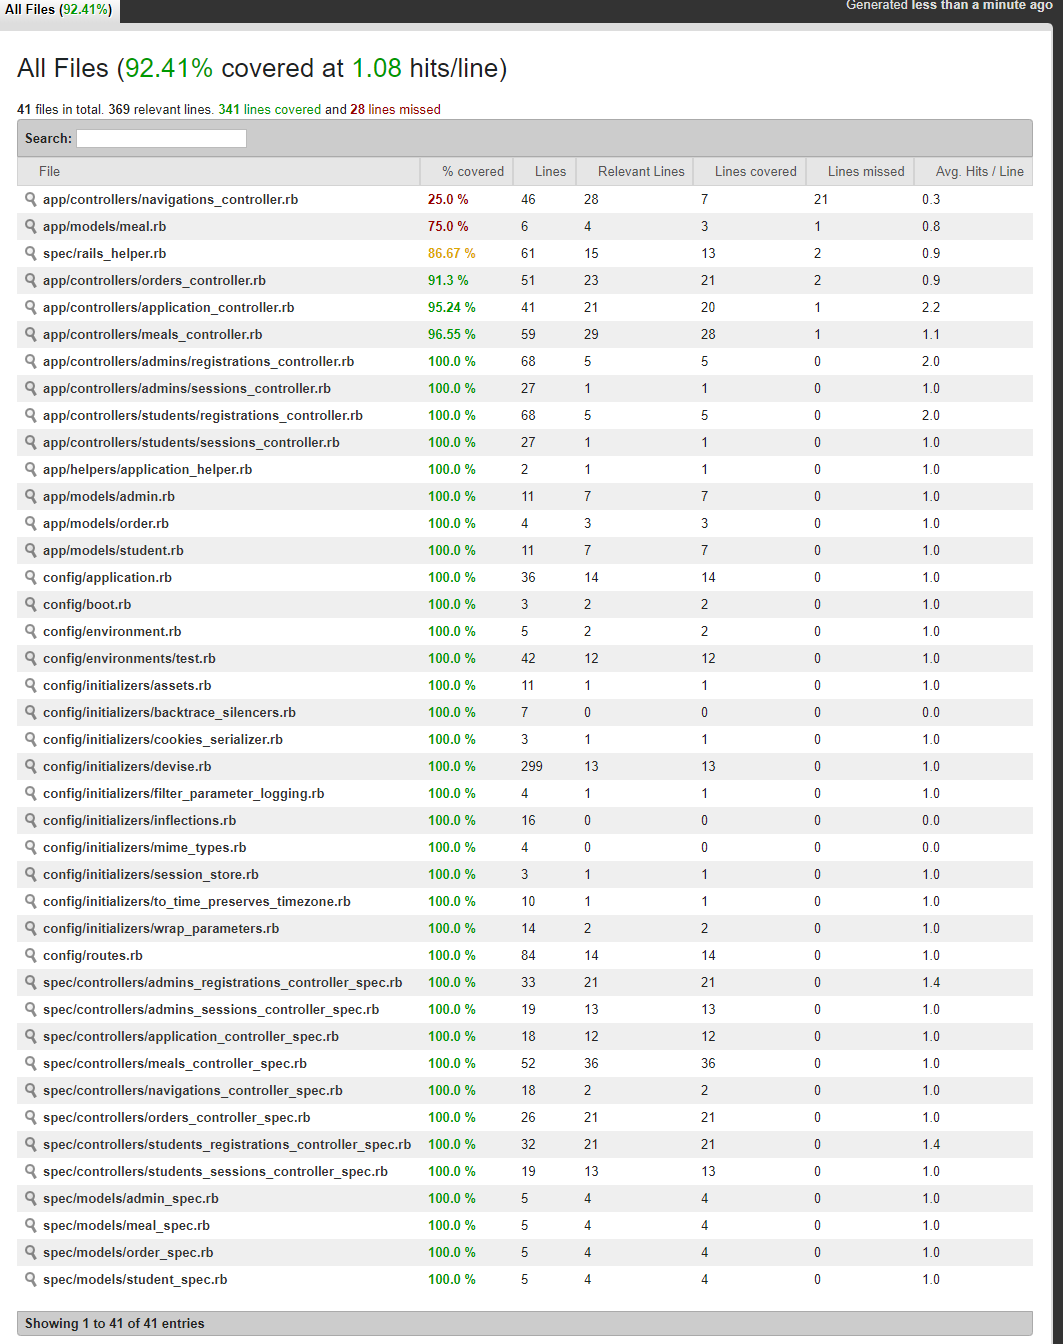 All Files (92.41%)
Generated less than a minute ago
All Files (92.41% covered at 1.08 hits/line)
41 files in total. 369 relevant lines. 341 lines covered and 28 lines missed
Search:
File % covered Lines Relevant Lines Lines covered Lines missed Avg. Hits / Line
app/controllers/navigations_controller.rb 25.0 % 46 28 7 21 0.3
app/models/meal.rb 75.0 % 6 4 3 1 0.8
spec/rails_helper.rb 86.67 % 61 15 13 2 0.9
app/controllers/orders_controller.rb 91.3 % 51 23 21 2 0.9
app/controllers/application_controller.rb 95.24 % 41 21 20 1 2.2
app/controllers/meals_controller.rb 96.55 % 59 29 28 1 1.1
app/controllers/admins/registrations_controller.rb 100.0 % 68 5 5 0 2.0
app/controllers/admins/sessions_controller.rb 100.0 % 27 1 1 0 1.0
app/controllers/students/registrations_controller.rb 100.0 % 68 5 5 0 2.0
app/controllers/students/sessions_controller.rb 100.0 % 27 1 1 0 1.0
app/helpers/application_helper.rb 100.0 % 2 1 1 0 1.0
app/models/admin.rb 100.0 % 11 7 7 0 1.0
app/models/order.rb 100.0 % 4 3 3 0 1.0
app/models/student.rb 100.0 % 11 7 7 0 1.0
config/application.rb 100.0 % 36 14 14 0 1.0
config/boot.rb 100.0 % 3 2 2 0 1.0
config/environment.rb 100.0 % 5 2 2 0 1.0
config/environments/test.rb 100.0 % 42 12 12 0 1.0
config/initializers/assets.rb 100.0 % 11 1 1 0 1.0
config/initializers/backtrace_silencers.rb 100.0 % 7 0 0 0 0.0
config/initializers/cookies_serializer.rb 100.0 % 3 1 1 0 1.0
config/initializers/devise.rb 100.0 % 299 13 13 0 1.0
config/initializers/filter_parameter_logging.rb 100.0 % 4 1 1 0 1.0
config/initializers/inflections.rb 100.0 % 16 0 0 0 0.0
config/initializers/mime_types.rb 100.0 % 4 0 0 0 0.0
config/initializers/session_store.rb 100.0 % 3 1 1 0 1.0
config/initializers/to_time_preserves_timezone.rb 100.0 % 10 1 1 0 1.0
config/initializers/wrap_parameters.rb 100.0 % 14 2 2 0 1.0
config/routes.rb 100.0 % 84 14 14 0 1.0
spec/controllers/admins_registrations_controller_spec.rb 100.0 % 33 21 21 0 1.4
spec/controllers/admins_sessions_controller_spec.rb 100.0 % 19 13 13 0 1.0
spec/controllers/application_controller_spec.rb 100.0 % 18 12 12 0 1.0
spec/controllers/meals_controller_spec.rb 100.0 % 52 36 36 0 1.0
spec/controllers/navigations_controller_spec.rb 100.0 % 18 2 2 0 1.0
spec/controllers/orders_controller_spec.rb 100.0 % 26 21 21 0 1.0
spec/controllers/students_registrations_controller_spec.rb 100.0 % 32 21 21 0 1.4
spec/controllers/students_sessions_controller_spec.rb 100.0 % 19 13 13 0 1.0
spec/models/admin_spec.rb 100.0 % 5 4 4 0 1.0
spec/models/meal_spec.rb 100.0 % 5 4 4 0 1.0
spec/models/order_spec.rb 100.0 % 5 4 4 0 1.0
spec/models/student_spec.rb 100.0 % 5 4 4 0 1.0
Showing 1 to 41 of 41 entries